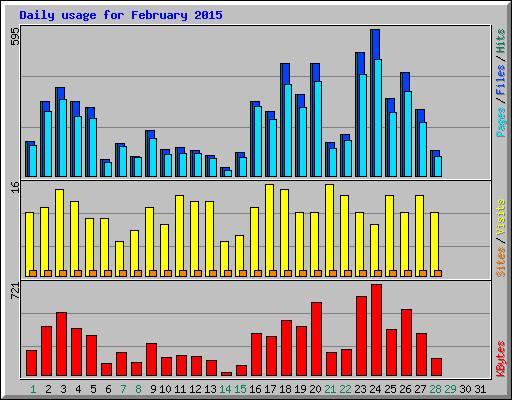 Daily usage for February 2015
595
Pages / Files / Hits
16
Sites / Visits
721
KBytes
1 2 3 4 5 6 7 8 9 10 11 12 13 14 15 16 17 18 19 20 21 22 23 24 25 26 27 28 29 30 31